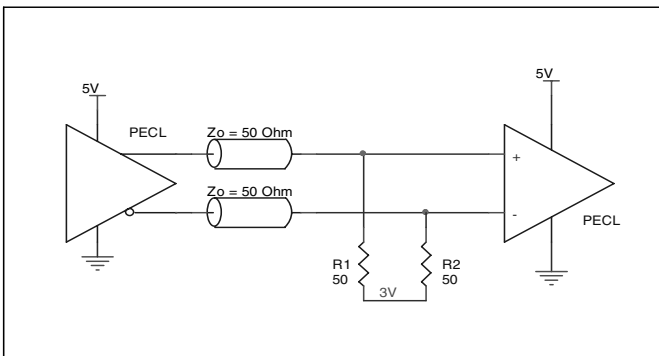 5V
5V
PECL
Zo = 50 Ohm
+
Zo = 50 Ohm
-
PECL
R1
50
R2
50
3V